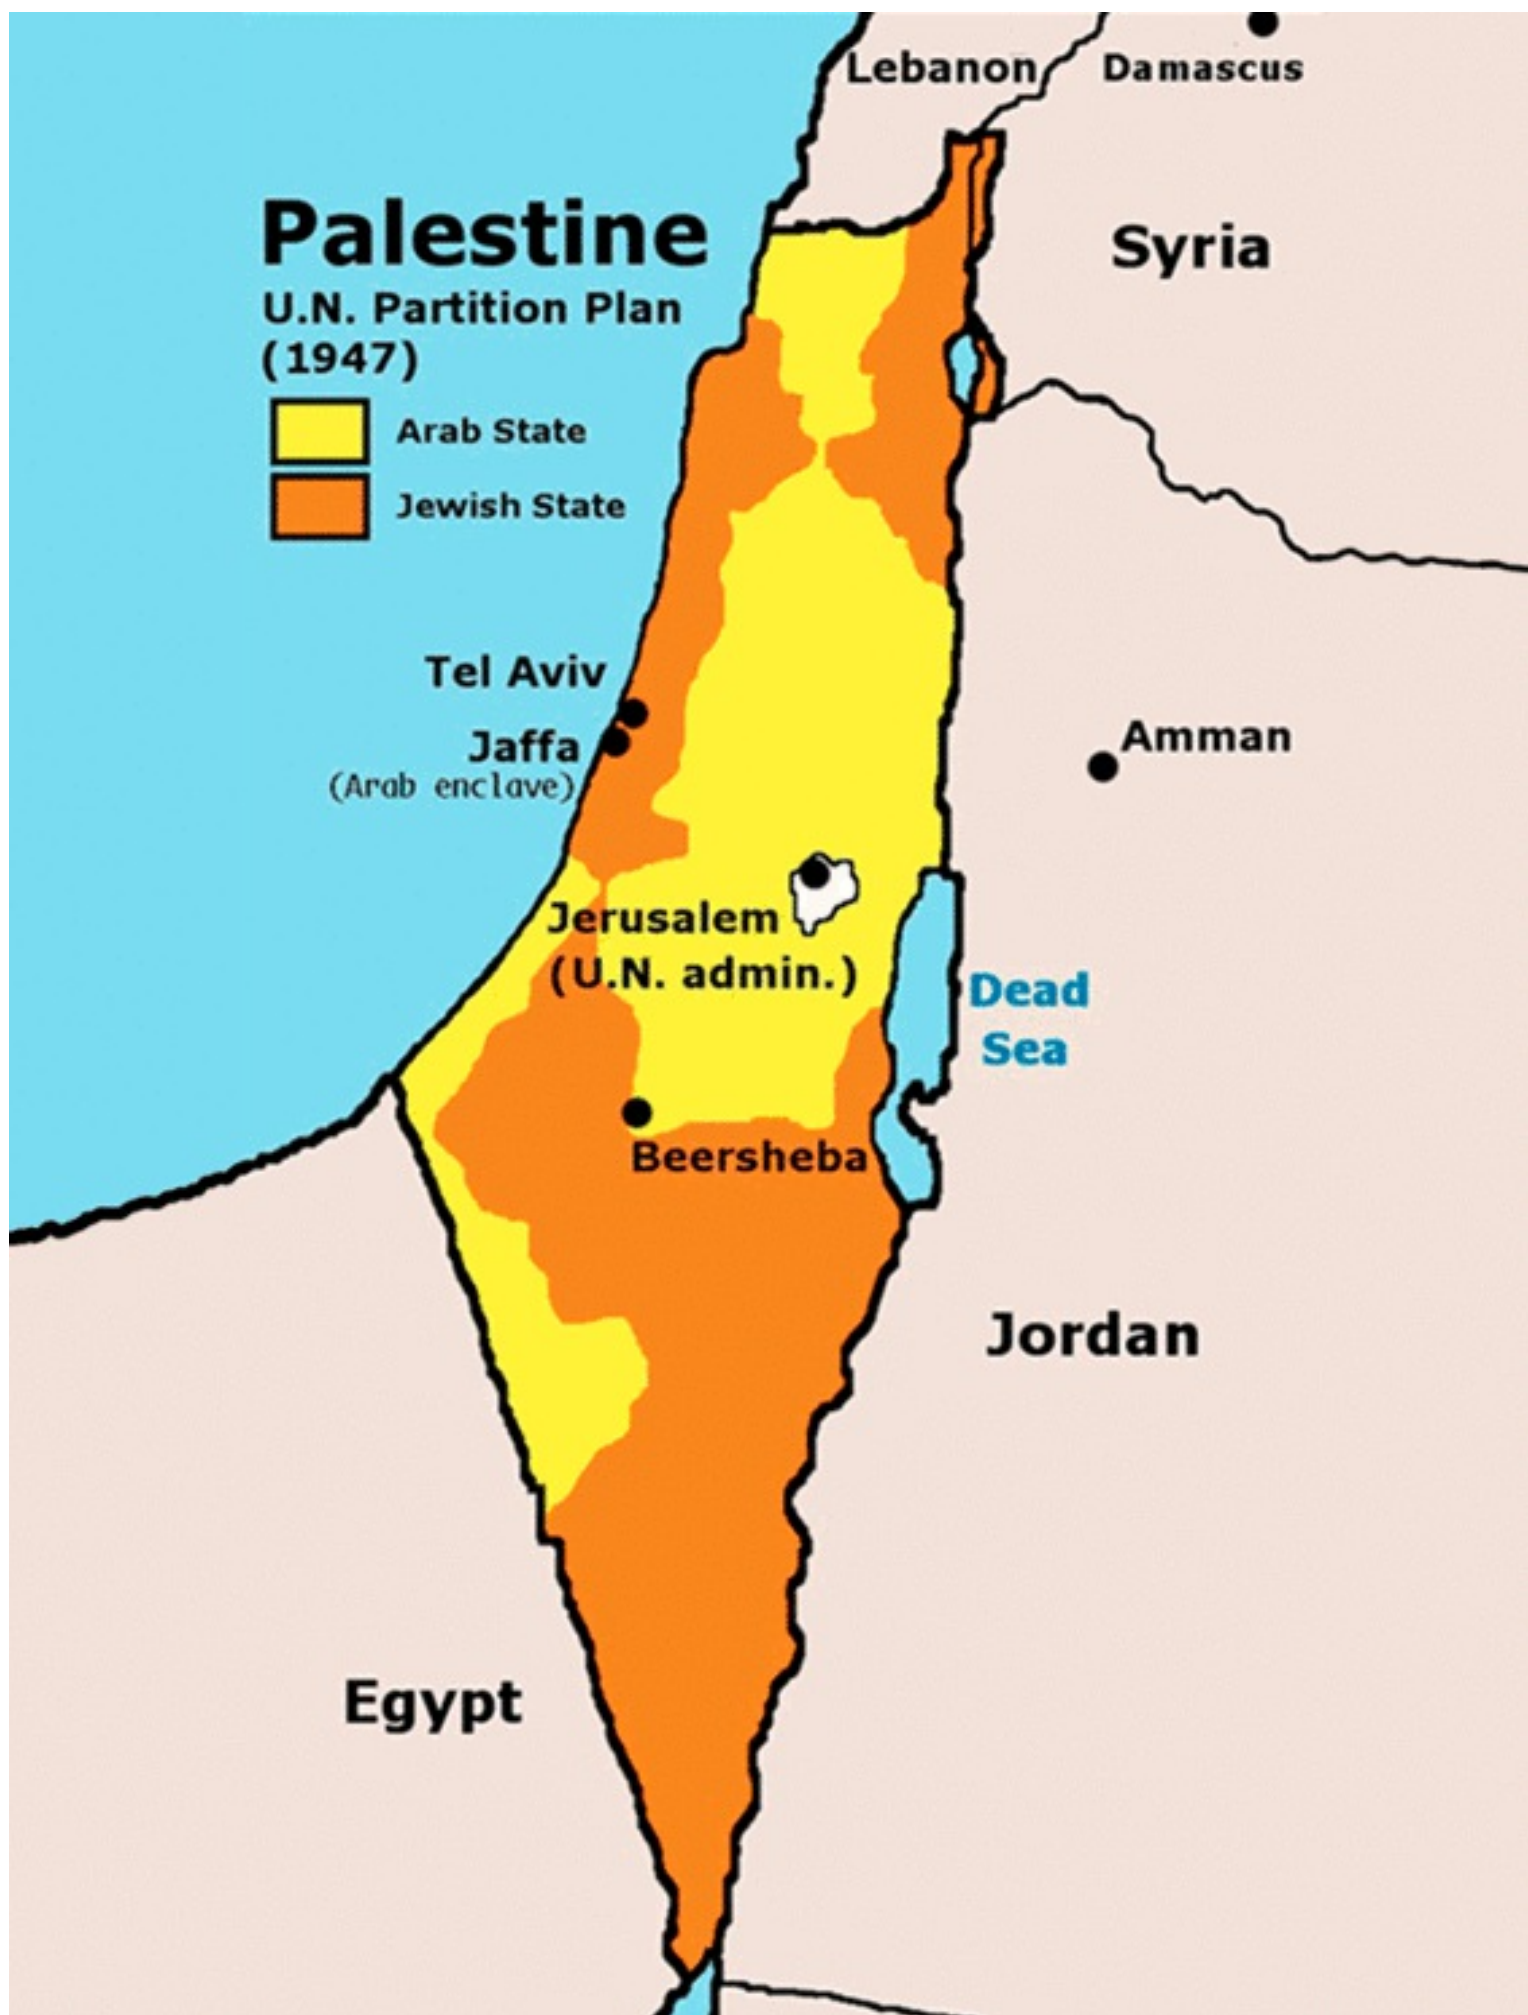 Lebanon
Damascus
Palestine
U.N. Partition Plan
(1947)
Syria
Arab State
Jewish State
Tel Aviv
Jaffa
(Arab enclave)
Amman
Jerusalem
(U.N. admin.)
Dead
Sea
Beersheba
Jordan
Egypt